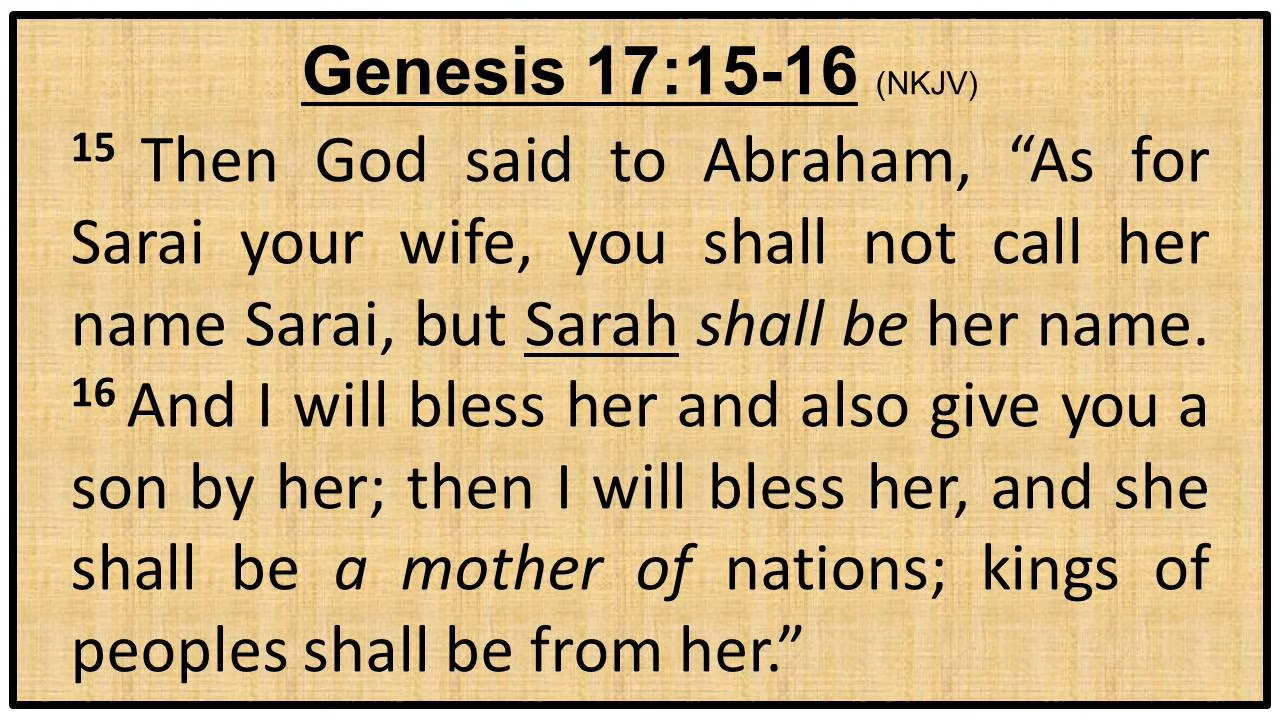 Genesis 17:15-16 (NKJV)
15 Then God said to Abraham, “As for
Sarai your wife, you shall not call her
name Sarai, but Sarah shall be her name.
16 And I will bless her and also give you a
son by her; then I will bless her, and she
shall be a mother of nations; kings of
peoples shall be from her.”